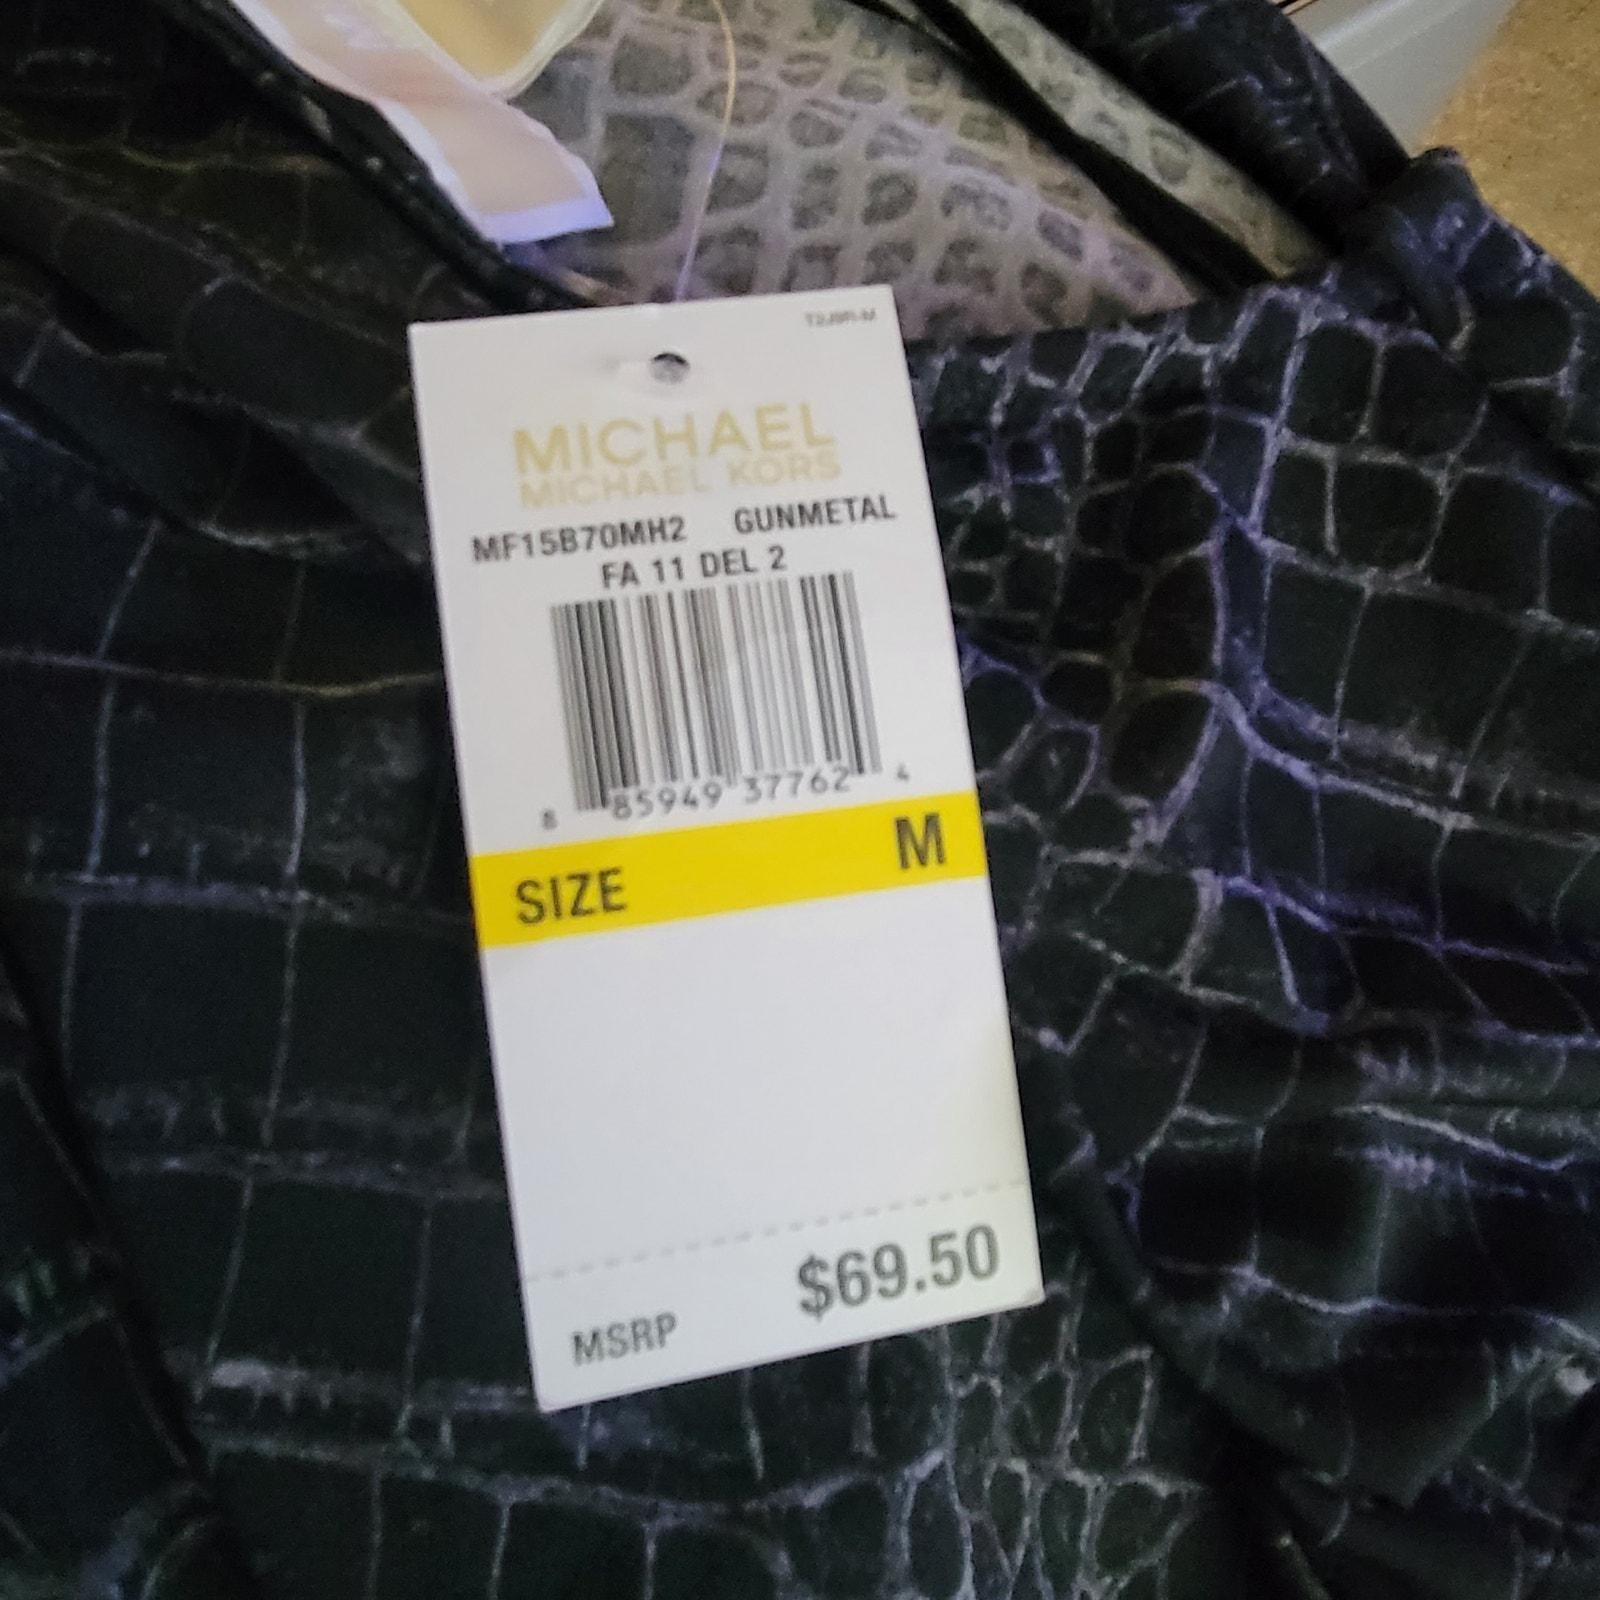 MICHAEL
MICHAEL KORS
MF15B70MH2 GUNMETAL
FA 11 DEL 2
8 85949 37762 4
SIZE M
MSRP $69.50